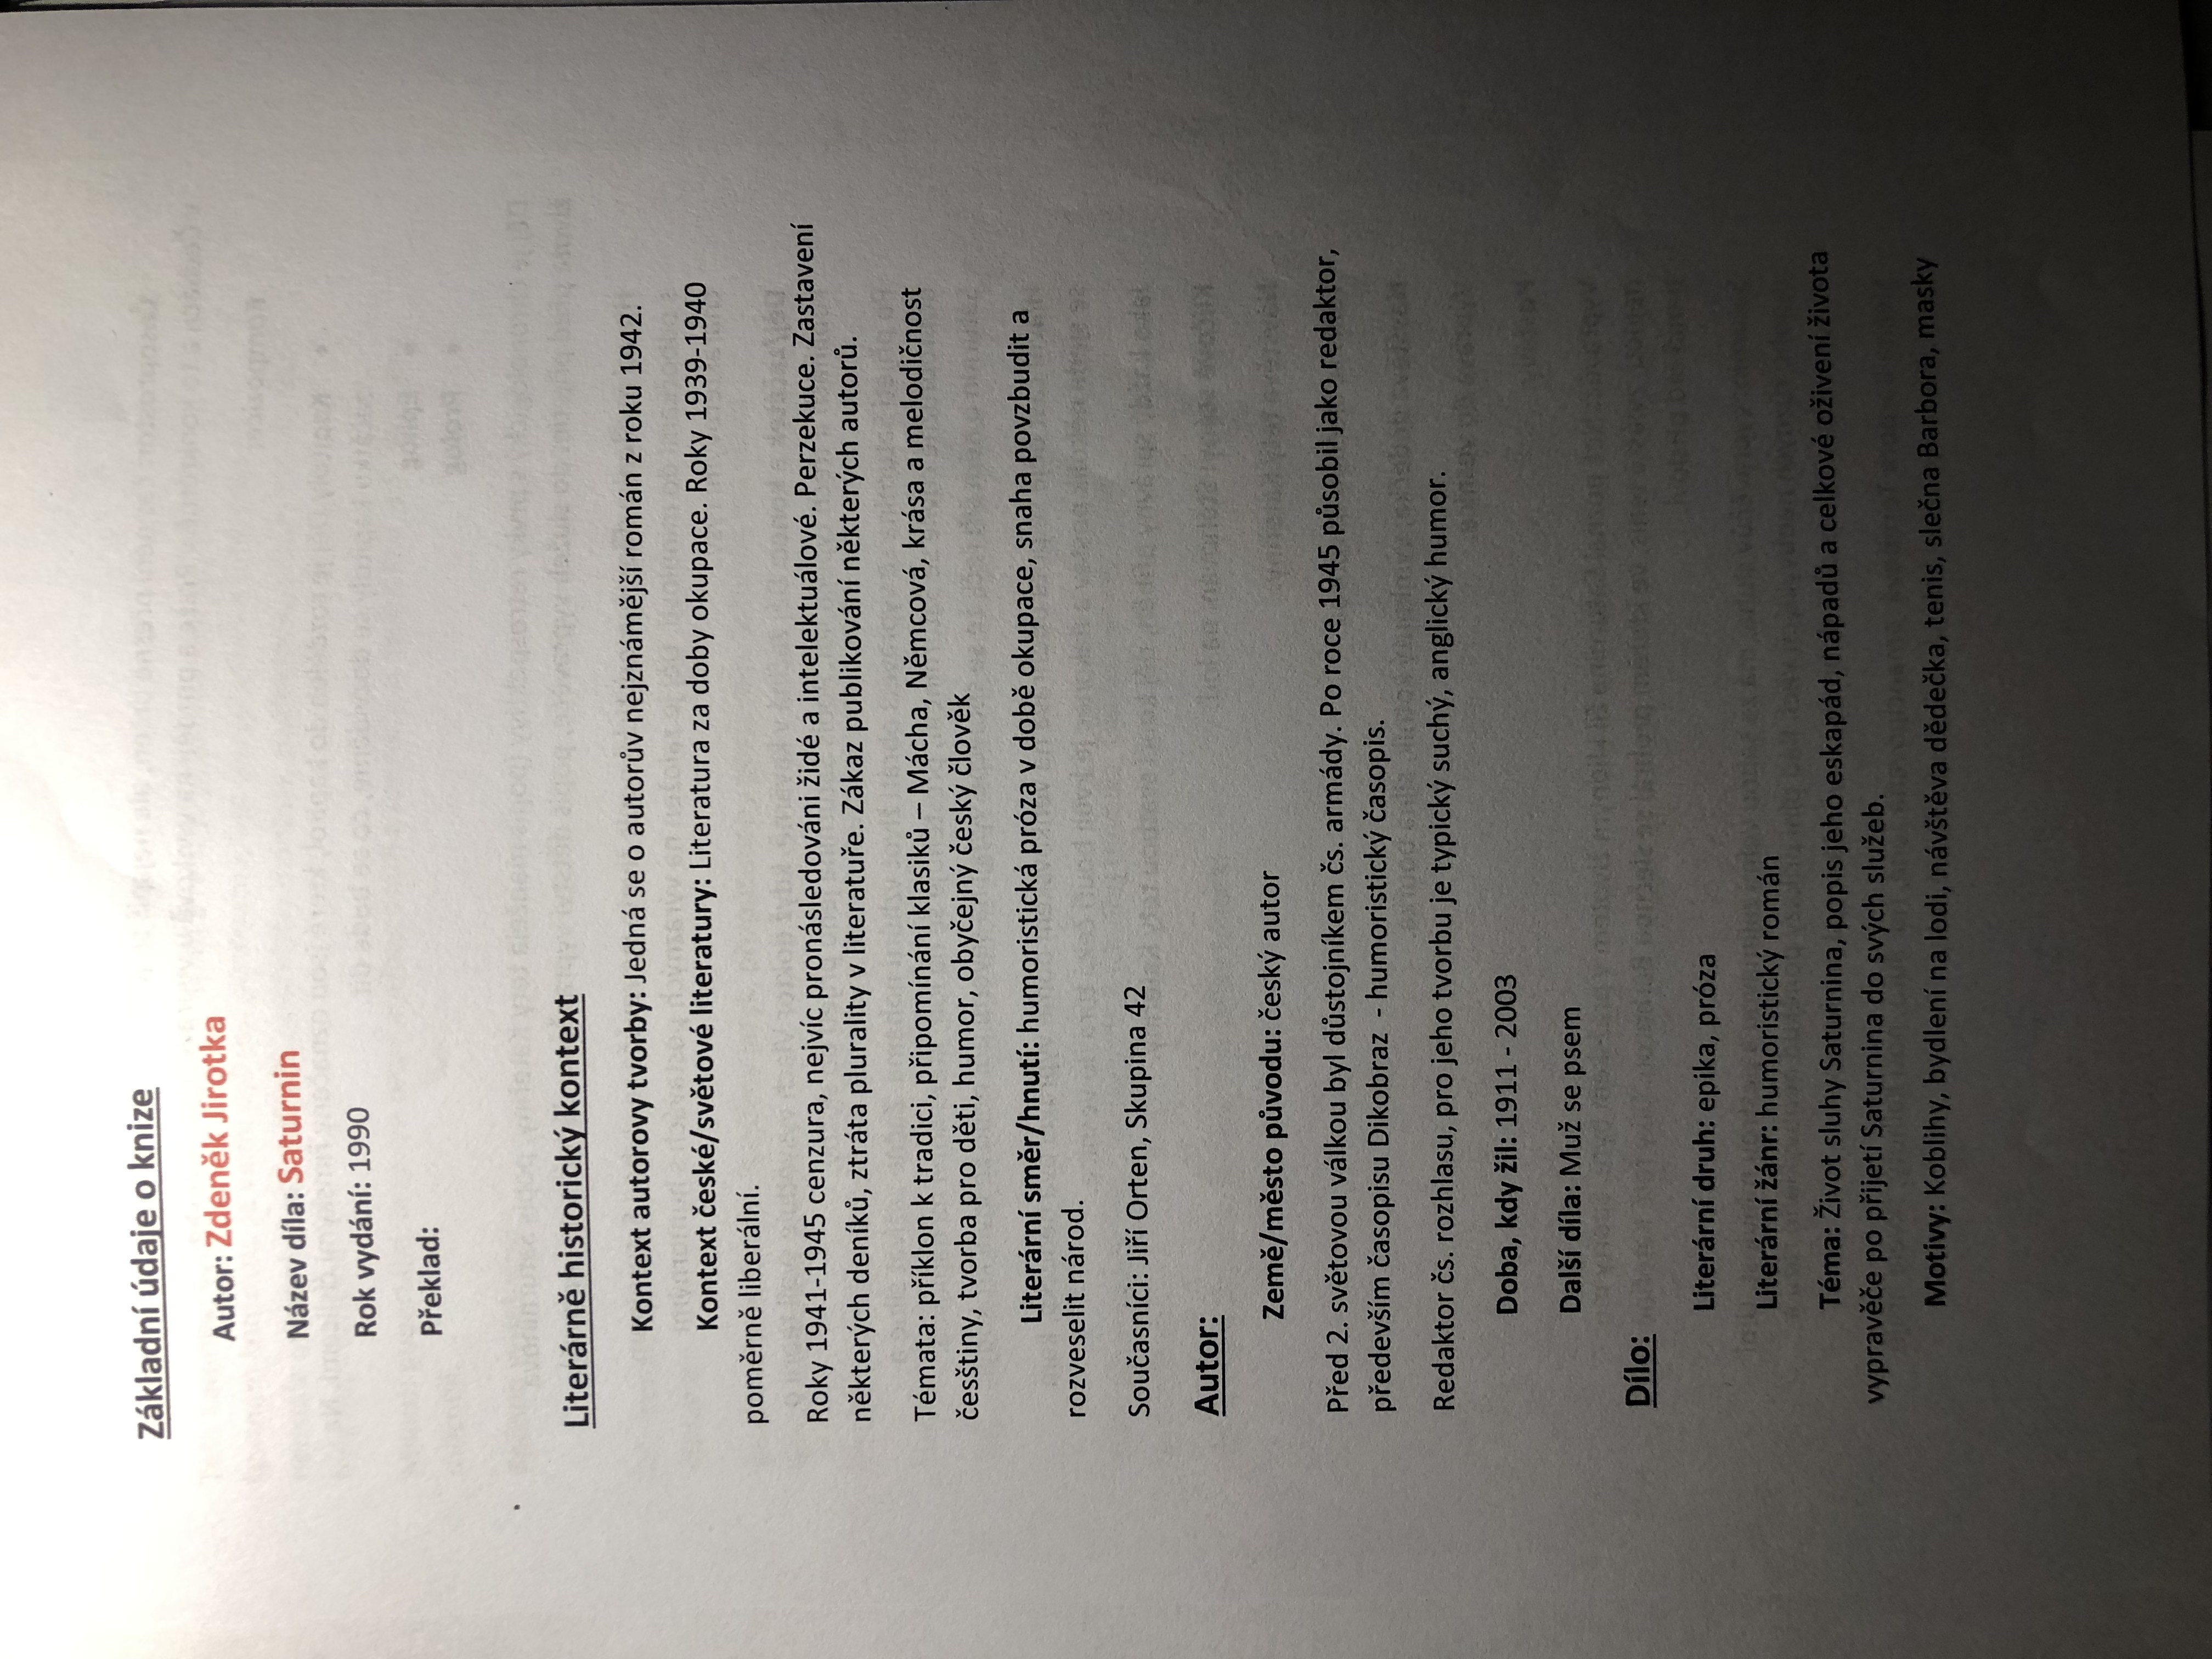 Základní údaje o knize
Autor: Zdeněk Jirotka
Název díla: Saturnin
Rok vydání: 1990
Překlad:
Literárně historický kontext
Kontext autorovy tvorby: Jedná se o autorův nejznámější román z roku 1942.
Kontext české/světové literatury: Literatura za doby okupace. Roky 1939-1940
poměrně liberální.
Roky 1941-1945 cenzura, nejvíc pronásledováni židé a intelektuálové. Perzekuce. Zastavení
některých deníků, ztráta plurality v literatuře. Zákaz publikování některých autorů.
Témata: příklon k tradici, připomínání klasiků – Mácha, Němcová, krása a melodičnost
česštiny, tvorba pro děti, humor, obyčejný český člověk
Literární směr/hnutí: humoristická próza v době okupace, snaha povzbudit a
rozveselit národ.
Současníci: Jiří Orten, Skupina 42
Autor:
Země/město původu: český autor
Před 2. světovou válkou byl důstojníkem čs. armády. Po roce 1945 působil jako redaktor,
především časopisu Dikobraz  - humoristický časopis.
Redaktor čs. rozhlasu, pro jeho tvorbu je typický suchý, anglický humor.
Doba, kdy žil: 1911 - 2003
Další díla: Muž se psem
Dílo:
Literární druh: epika, próza
Literární žánr: humoristický román
Téma: Život sluhy Saturnina, popis jeho eskapád, nápadů a celkové oživení života
vypravěče po přijetí Saturnina do svých služeb.
Motivy: Koblihy, bydlení na lodi, návštěva dědečka, tenis, slečna Barbora, masky